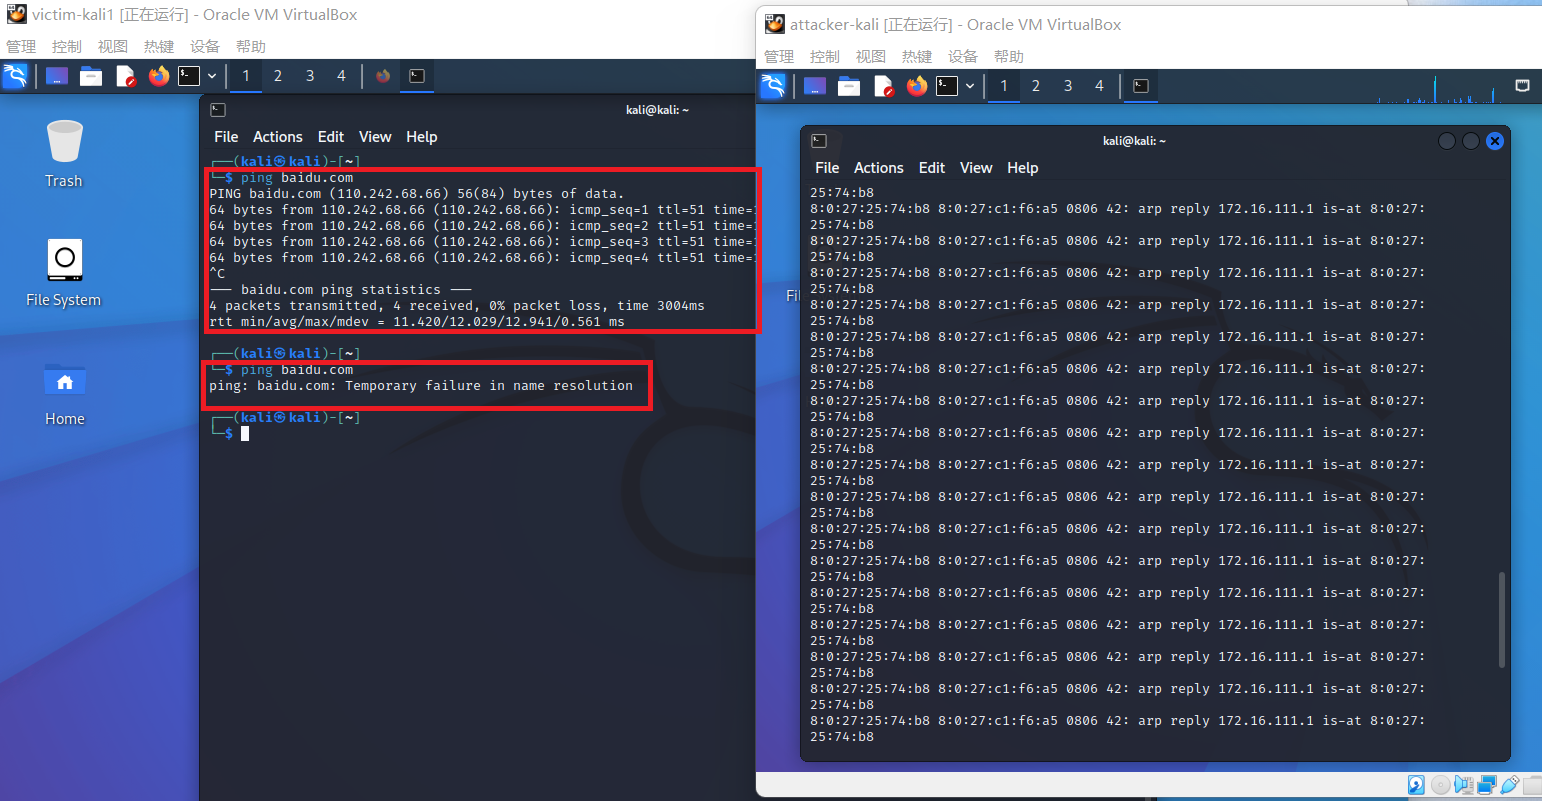 victim-kali1 [正在运行] - Oracle VM VirtualBox
管理 控制 视图 热键 设备 帮助
1 2 3 4
Trash
File System
Home
kali@kali: ~
File Actions Edit View Help
┌──(kali㉿kali)-[~]
└─$ ping baidu.com
PING baidu.com (110.242.68.66) 56(84) bytes of data.
64 bytes from 110.242.68.66 (110.242.68.66): icmp_seq=1 ttl=51 time=
64 bytes from 110.242.68.66 (110.242.68.66): icmp_seq=2 ttl=51 time=
64 bytes from 110.242.68.66 (110.242.68.66): icmp_seq=3 ttl=51 time=
64 bytes from 110.242.68.66 (110.242.68.66): icmp_seq=4 ttl=51 time=
^C
─── baidu.com ping statistics ───
4 packets transmitted, 4 received, 0% packet loss, time 3004ms
rtt min/avg/max/mdev = 11.420/12.029/12.941/0.561 ms
┌──(kali㉿kali)-[~]
└─$ ping baidu.com
ping: baidu.com: Temporary failure in name resolution
┌──(kali㉿kali)-[~]
└─$
attacker-kali [正在运行] - Oracle VM VirtualBox
管理 控制 视图 热键 设备 帮助
1 2 3 4
Fil
kali@kali: ~
File Actions Edit View Help
25:74:b8
8:0:27:25:74:b8 8:0:27:c1:f6:a5 0806 42: arp reply 172.16.111.1 is-at 8:0:27:
25:74:b8
8:0:27:25:74:b8 8:0:27:c1:f6:a5 0806 42: arp reply 172.16.111.1 is-at 8:0:27:
25:74:b8
8:0:27:25:74:b8 8:0:27:c1:f6:a5 0806 42: arp reply 172.16.111.1 is-at 8:0:27:
25:74:b8
8:0:27:25:74:b8 8:0:27:c1:f6:a5 0806 42: arp reply 172.16.111.1 is-at 8:0:27:
25:74:b8
8:0:27:25:74:b8 8:0:27:c1:f6:a5 0806 42: arp reply 172.16.111.1 is-at 8:0:27:
25:74:b8
8:0:27:25:74:b8 8:0:27:c1:f6:a5 0806 42: arp reply 172.16.111.1 is-at 8:0:27:
25:74:b8
8:0:27:25:74:b8 8:0:27:c1:f6:a5 0806 42: arp reply 172.16.111.1 is-at 8:0:27:
25:74:b8
8:0:27:25:74:b8 8:0:27:c1:f6:a5 0806 42: arp reply 172.16.111.1 is-at 8:0:27:
25:74:b8
8:0:27:25:74:b8 8:0:27:c1:f6:a5 0806 42: arp reply 172.16.111.1 is-at 8:0:27:
25:74:b8
8:0:27:25:74:b8 8:0:27:c1:f6:a5 0806 42: arp reply 172.16.111.1 is-at 8:0:27:
25:74:b8
8:0:27:25:74:b8 8:0:27:c1:f6:a5 0806 42: arp reply 172.16.111.1 is-at 8:0:27:
25:74:b8
8:0:27:25:74:b8 8:0:27:c1:f6:a5 0806 42: arp reply 172.16.111.1 is-at 8:0:27:
25:74:b8
8:0:27:25:74:b8 8:0:27:c1:f6:a5 0806 42: arp reply 172.16.111.1 is-at 8:0:27:
25:74:b8
8:0:27:25:74:b8 8:0:27:c1:f6:a5 0806 42: arp reply 172.16.111.1 is-at 8:0:27:
25:74:b8
8:0:27:25:74:b8 8:0:27:c1:f6:a5 0806 42: arp reply 172.16.111.1 is-at 8:0:27:
25:74:b8
8:0:27:25:74:b8 8:0:27:c1:f6:a5 0806 42: arp reply 172.16.111.1 is-at 8:0:27:
25:74:b8
8:0:27:25:74:b8 8:0:27:c1:f6:a5 0806 42: arp reply 172.16.111.1 is-at 8:0:27:
25:74:b8